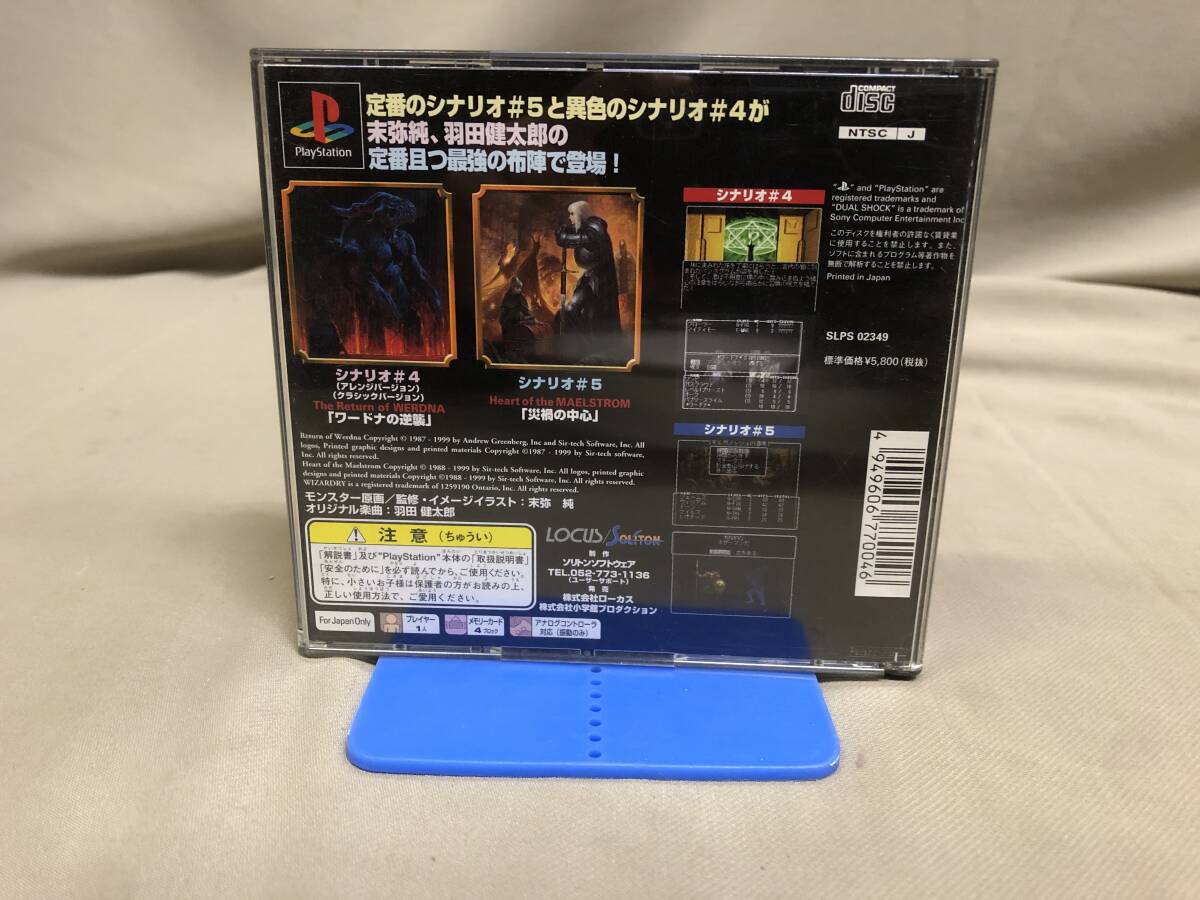 PlayStation
定番のシナリオ#5と異色のシナリオ#4が
末弥純、羽田健太郎の
定番且つ最強の布陣で登場！
COMPACT
disc
NTSC J
シナリオ#4
(アレンジバージョン)
(クラシックバージョン)
The Return of WERDNA
「ワードナの逆襲」
シナリオ#5
Heart of the MAELSTROM
「災禍の中心」
シナリオ#4
シナリオ#5
" " and "PlayStation" are
registered trademarks and
"DUAL SHOCK" is a trademark of
Sony Computer Entertainment Inc
このディスクを権利者の許諾なく賃貸業
に使用することを禁止します。また、
ソフトに含まれるプログラム等著作物を
無断で解析することを禁止します。
Printed in Japan
SLPS 02349
標準価格¥5,800(税抜)
4 949606 770046
Return of Werdna Copyright © 1987 - 1999 by Andrew Greenberg, Inc and Sir-tech Software, Inc. All
logos, Printed graphic designs and printed materials Copyright ©1987 - 1999 by Sir-tech software,
Inc. All rights reserved.
Heart of the Maelstrom Copyright © 1988 - 1999 by Sir-tech Software, Inc. All logos, printed graphic
designs and printed materials Copyright ©1988 - 1999 by Sir-tech Software, Inc. All rights reserved.
WIZARDRY is a registered trademark of 1259190 Ontario, Inc. All rights reserved.
モンスター原画／監修・イメージイラスト：末弥 純
オリジナル楽曲：羽田 健太郎
注意(ちゅうい)
「解説書」及び"PlayStation"本体の「取扱説明書」
「安全のために」を必ず読んでから、ご使用ください。
特に、小さいお子様は保護者の方がお読みの上、
正しい使用方法で、ご愛用ください。
LOCUS/SOLITON
制作
ソリトンソフトウェア
TEL.052-773-1136
(ユーザーサポート)
発売
株式会社ローカス
株式会社小学館プロダクション
For Japan Only
プレイヤー
1人
メモリーカード
4ブロック
アナログコントローラ
対応(振動のみ)